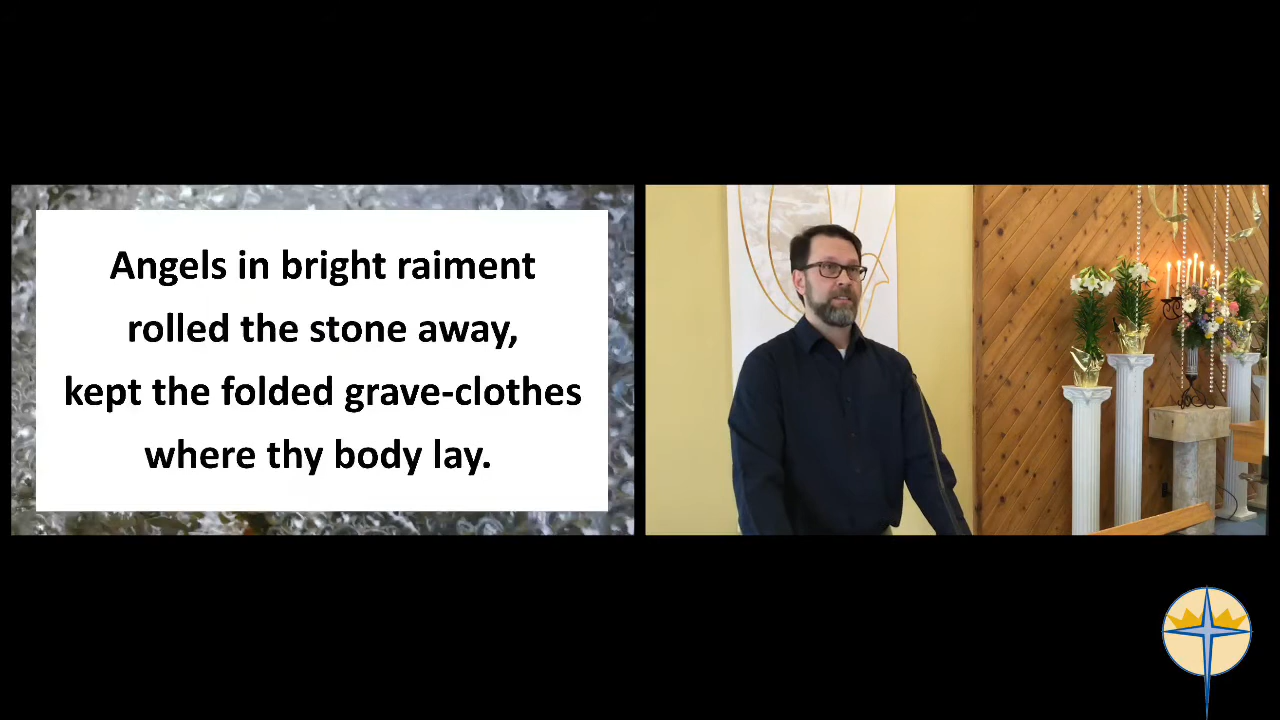 Angels in bright raiment
rolled the stone away,
kept the folded grave-clothes
where thy body lay.